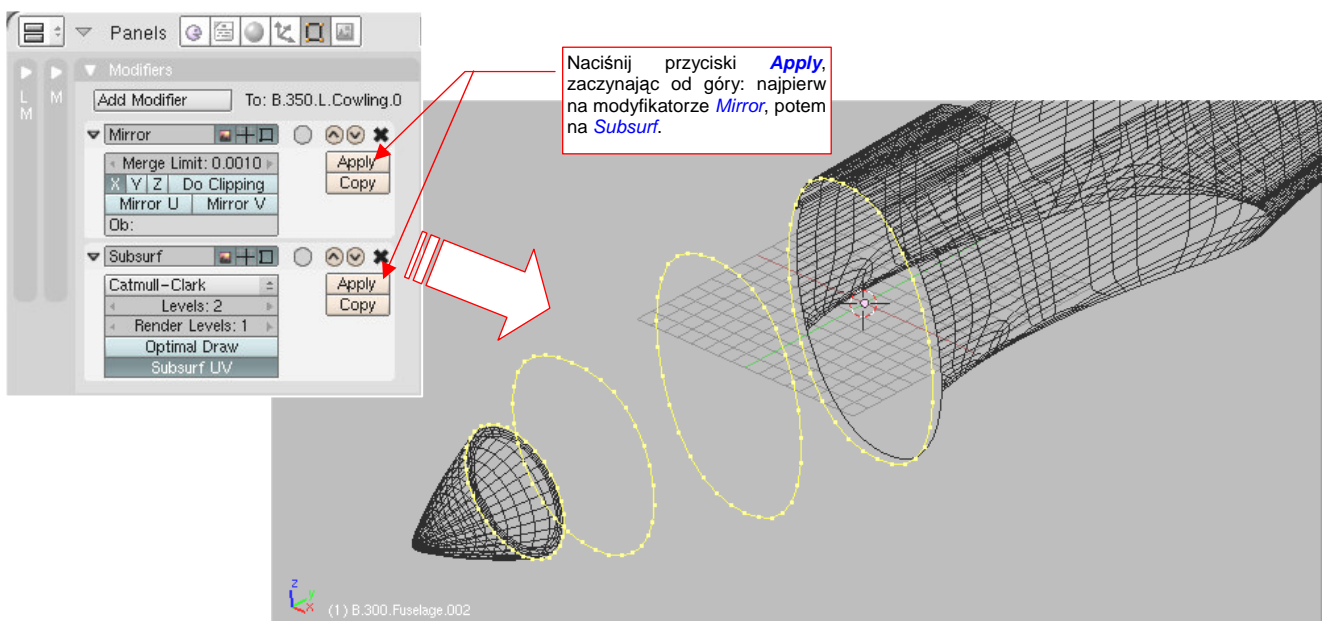 Panels
Modifiers
L
M
M
Add Modifier To: B.350.L.Cowling.0
Mirror
Merge Limit: 0.0010
Apply
X Y Z Do Clipping
Copy
Mirror U Mirror V
Ob:
Subsurf
Catmull-Clark
Apply
Levels: 2
Copy
Render Levels: 1
Optimal Draw
Subsurf UV
Naciśnij przyciski Apply,
zaczynając od góry: najpierw
na modyfikatorze Mirror, potem
na Subsurf.
z
y
x
(1) B.300.Fuselage.002